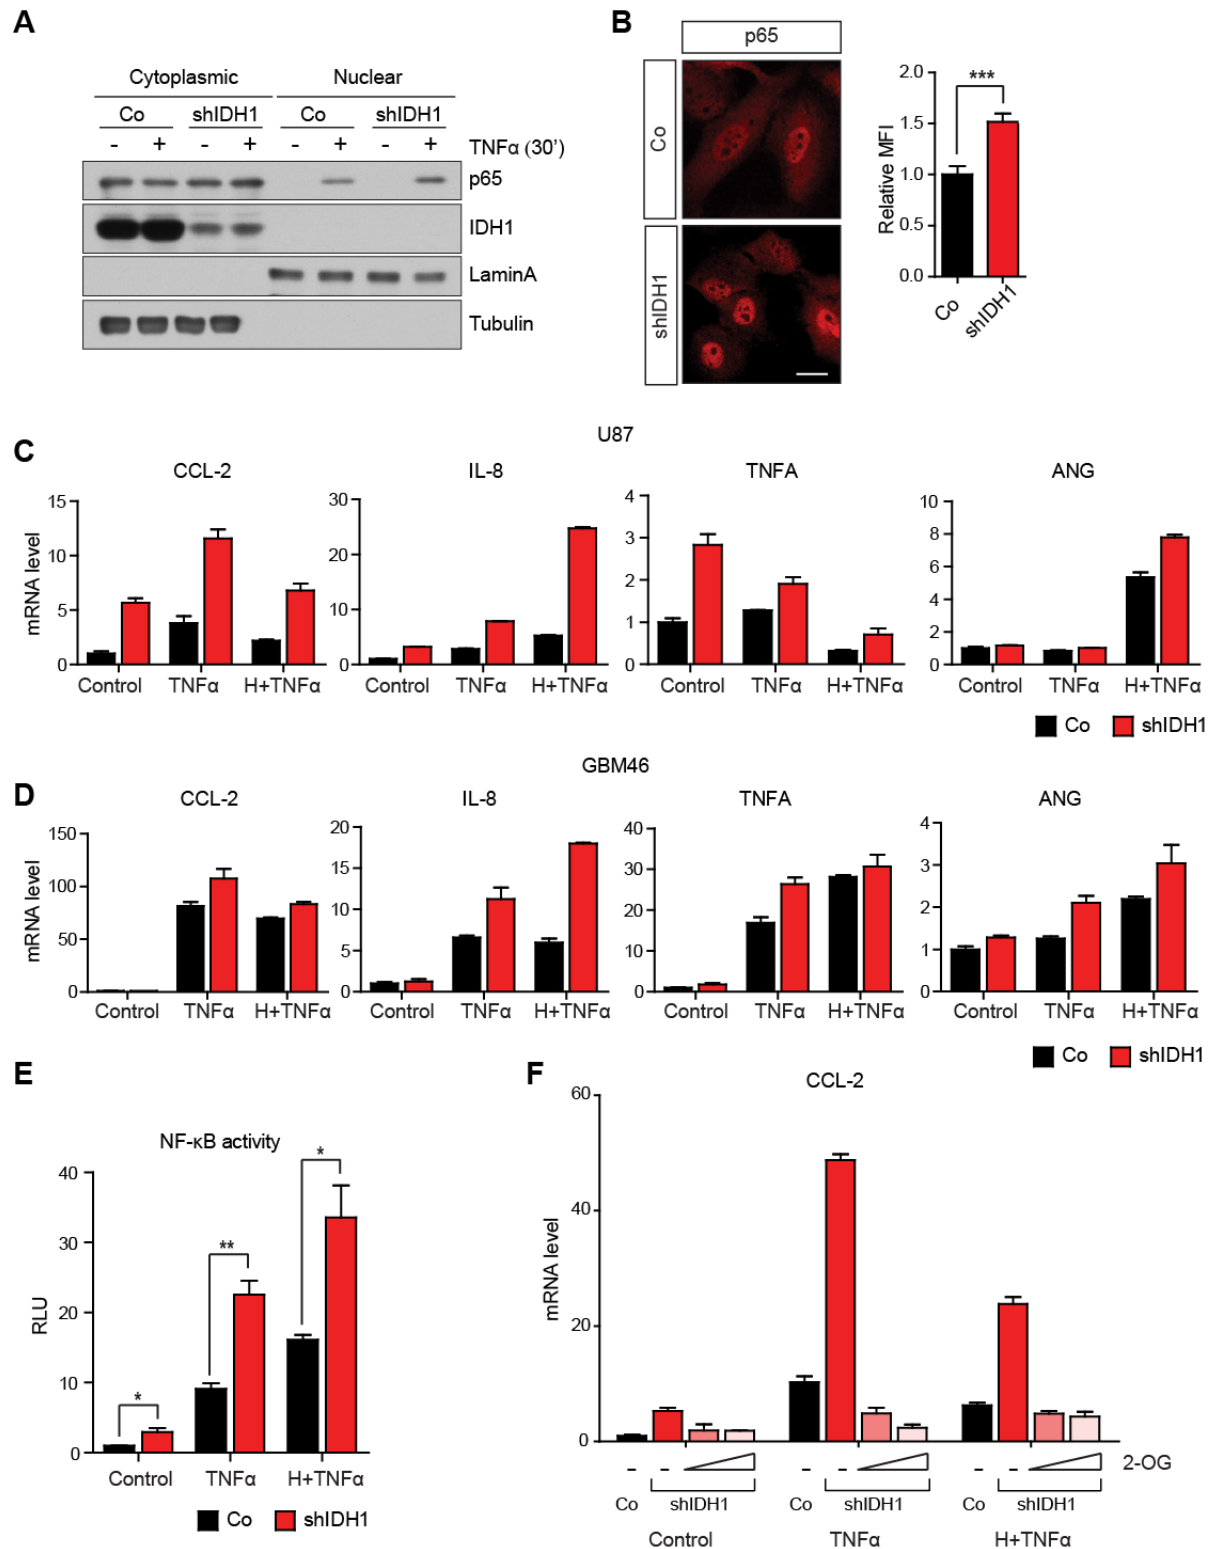 A
Cytoplasmic Nuclear
Co shIDH1 Co shIDH1
- + - + - + - + TNFα (30')
p65
IDH1
LaminA
Tubulin
B
p65
Co
shIDH1
Relative MFI
2.0
1.5
1.0
0.5
0.0
***
Co shIDH1
C
U87
CCL-2 IL-8 TNFA ANG
mRNA level
15
10
5
0
Control TNFα H+TNFα
30
20
10
0
Control TNFα H+TNFα
4
3
2
1
0
Control TNFα H+TNFα
10
8
6
4
2
0
Control TNFα H+TNFα
Co shIDH1
D
GBM46
CCL-2 IL-8 TNFA ANG
mRNA level
150
100
50
0
Control TNFα H+TNFα
20
15
10
5
0
Control TNFα H+TNFα
40
30
20
10
0
Control TNFα H+TNFα
4
3
2
1
0
Control TNFα H+TNFα
Co shIDH1
E
NF-κB activity
RLU
40
30
20
10
0
* ** *
Control TNFα H+TNFα
Co shIDH1
F
CCL-2
mRNA level
60
40
20
0
- - - - - - 2-OG
Co shIDH1 Co shIDH1 Co shIDH1
Control TNFα H+TNFα